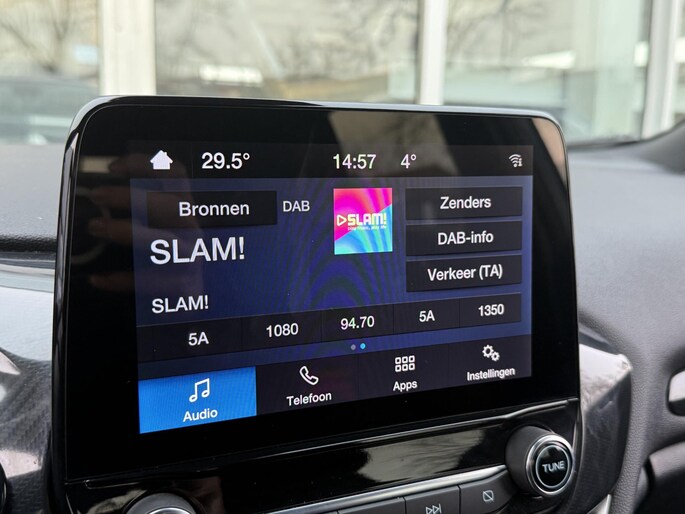 29.5° 14:57 4°
Bronnen DAB SLAM! Zenders
SLAM! DAB-info
Verkeer (TA)
SLAM!
5A 1080 94.70 5A 1350
Audio Telefoon Apps Instellingen
TUNE